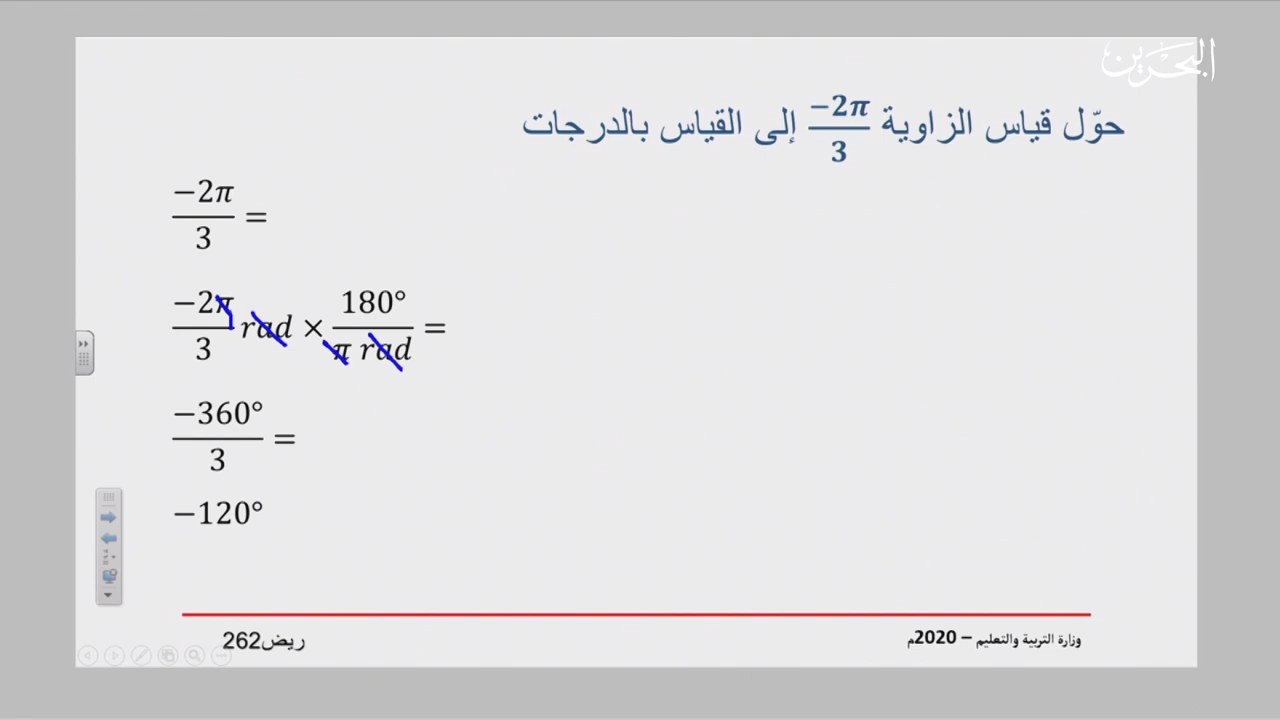 البحرين
حوّل قياس الزاوية −2π/3 إلى القياس بالدرجات
−2π/3 =
−2π/3 rad × 180°/π rad =
−360°/3 =
−120°
وزارة التربية والتعليم – 2020م
ريض262